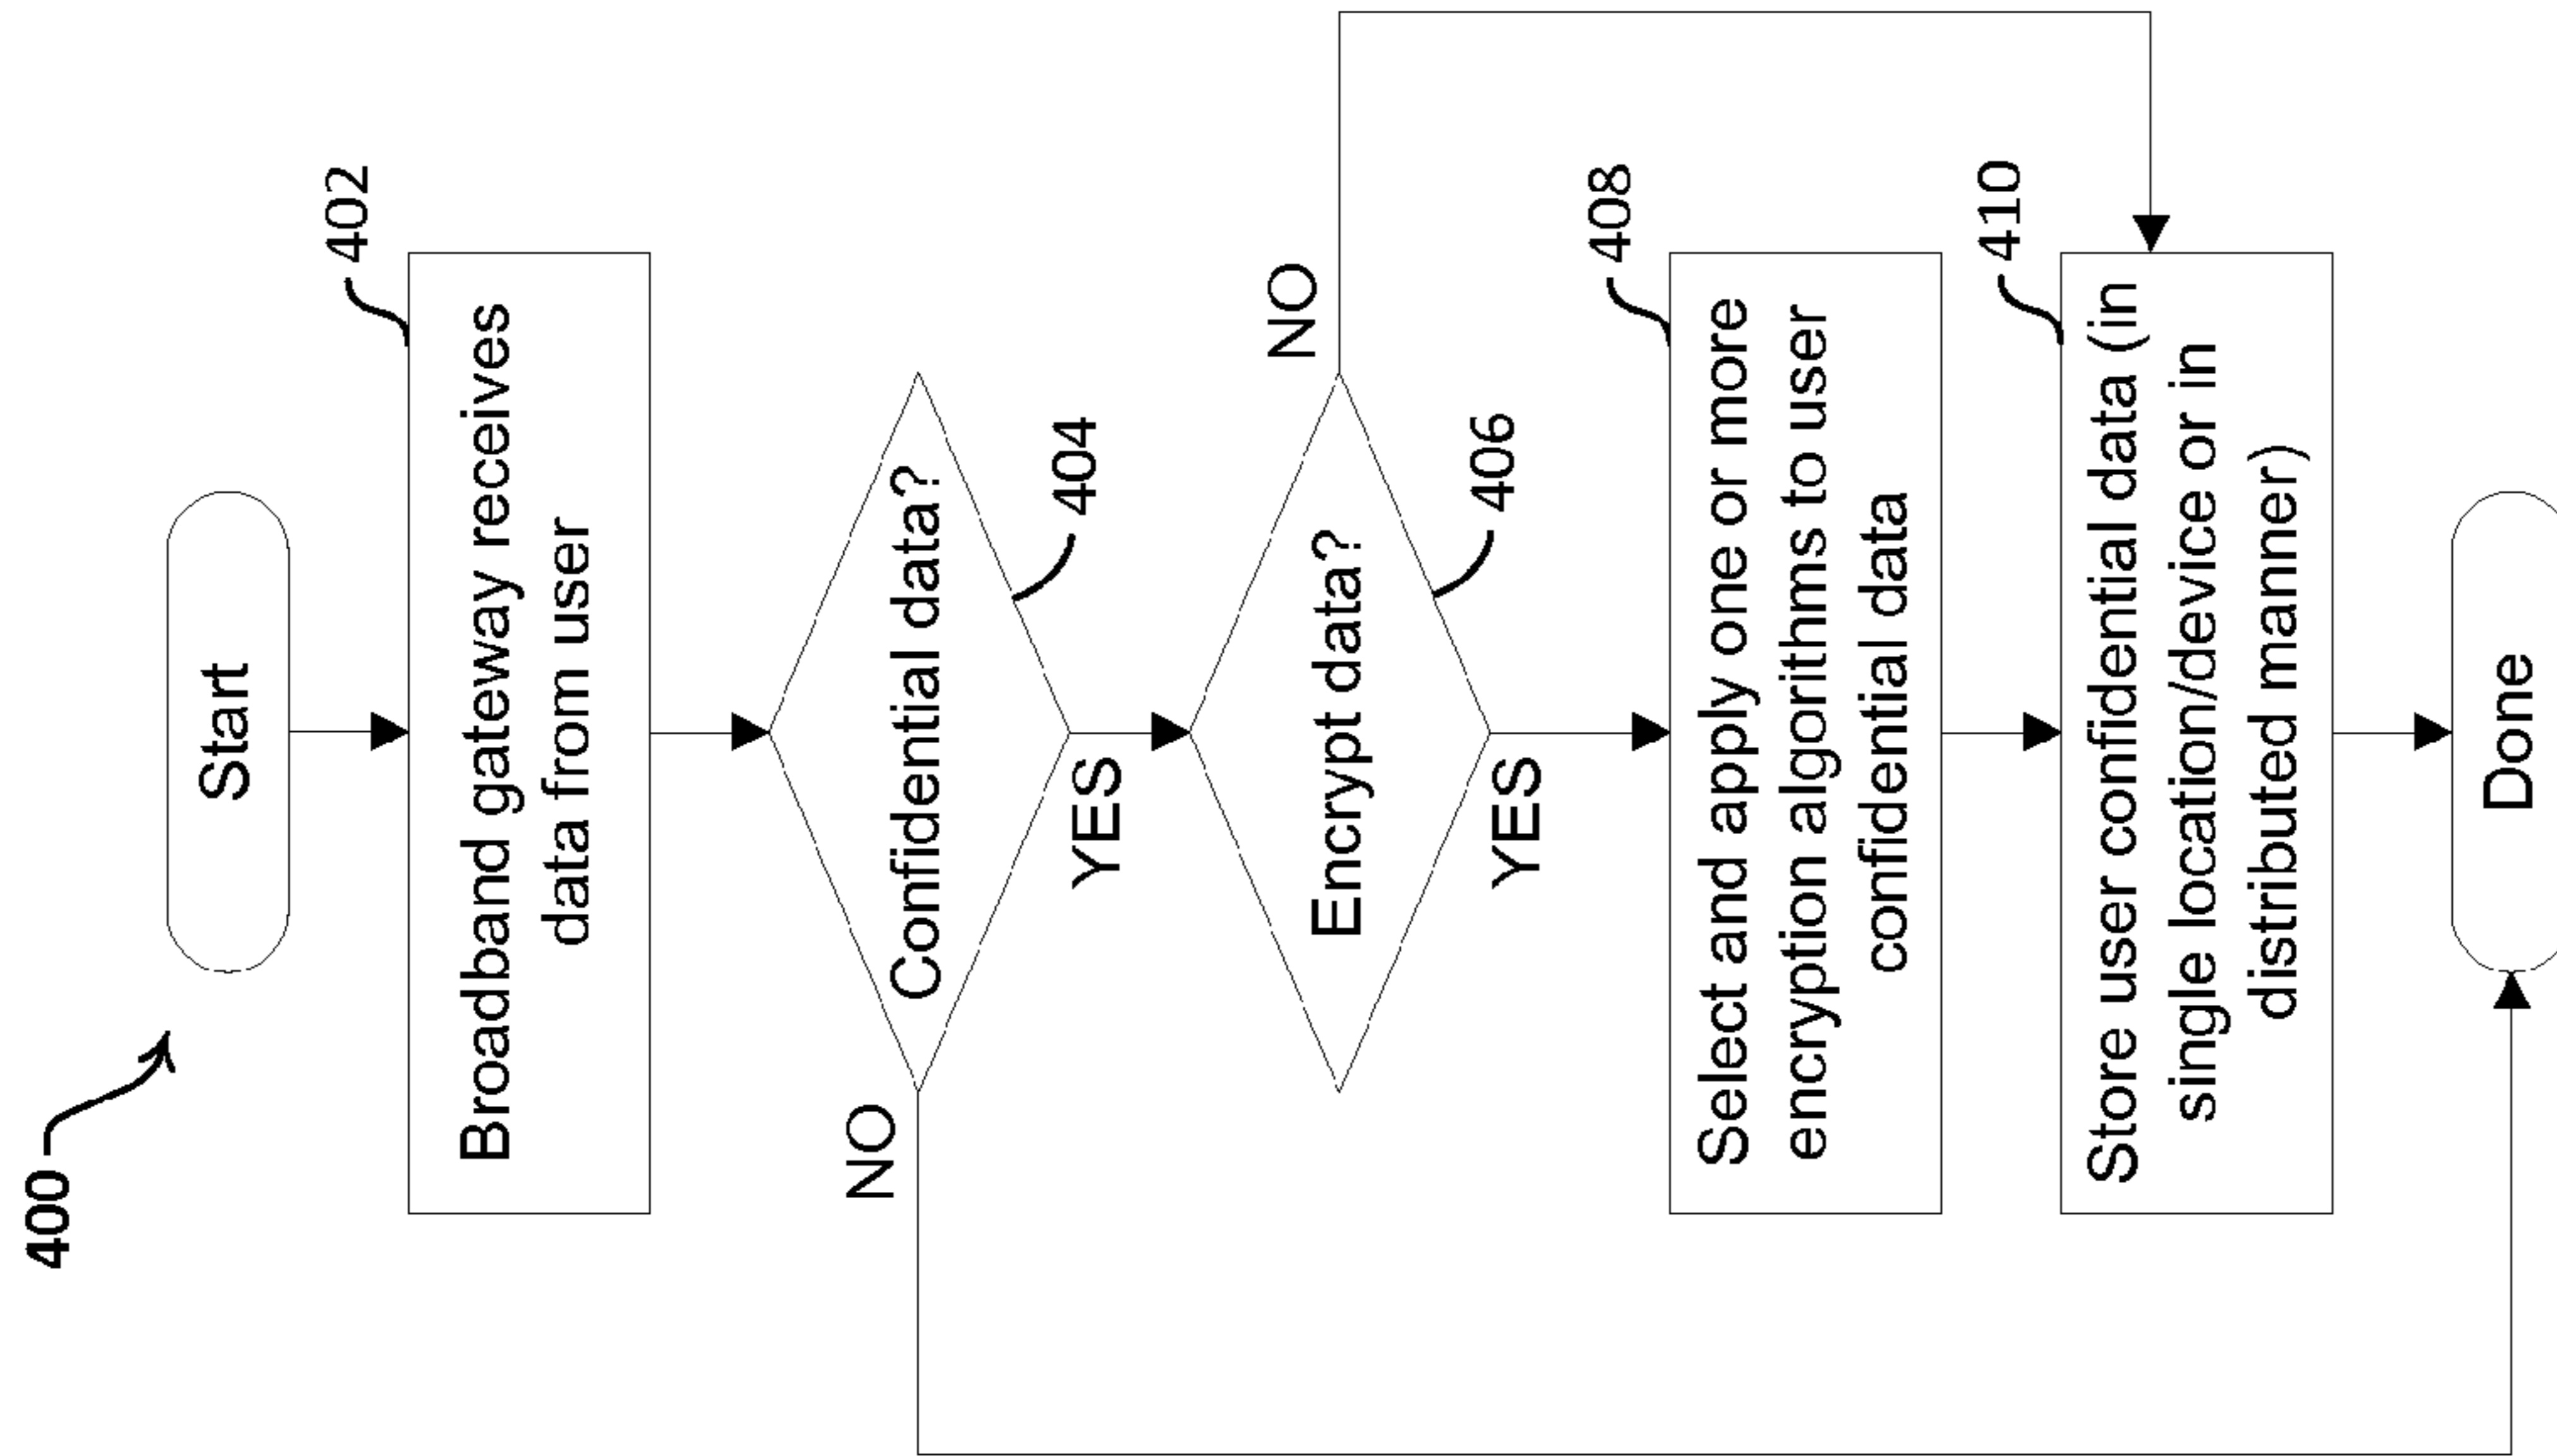 400
Start
402
Broadband gateway receives
data from user
Confidential data?
404
NO
YES
Encrypt data?
406
NO
YES
408
Select and apply one or more
encryption algorithms to user
confidential data
410
Store user confidential data (in
single location/device or in
distributed manner)
Done